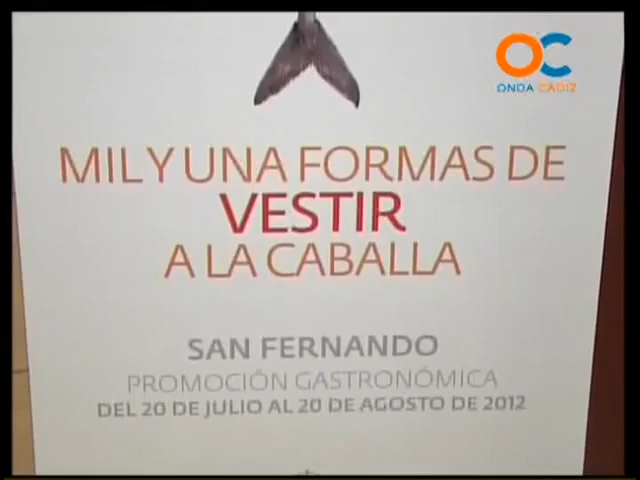 OC
ONDA CÁDIZ
MIL Y UNA FORMAS DE
VESTIR
A LA CABALLA
SAN FERNANDO
PROMOCIÓN GASTRONÓMICA
DEL 20 DE JULIO AL 20 DE AGOSTO DE 2012